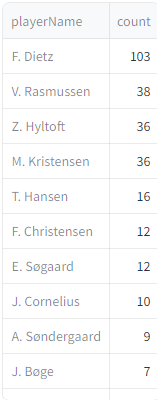 playerName count
F. Dietz 103
V. Rasmussen 38
Z. Hyltoft 36
M. Kristensen 36
T. Hansen 16
F. Christensen 12
E. Søgaard 12
J. Cornelius 10
A. Søndergaard 9
J. Bøge 7